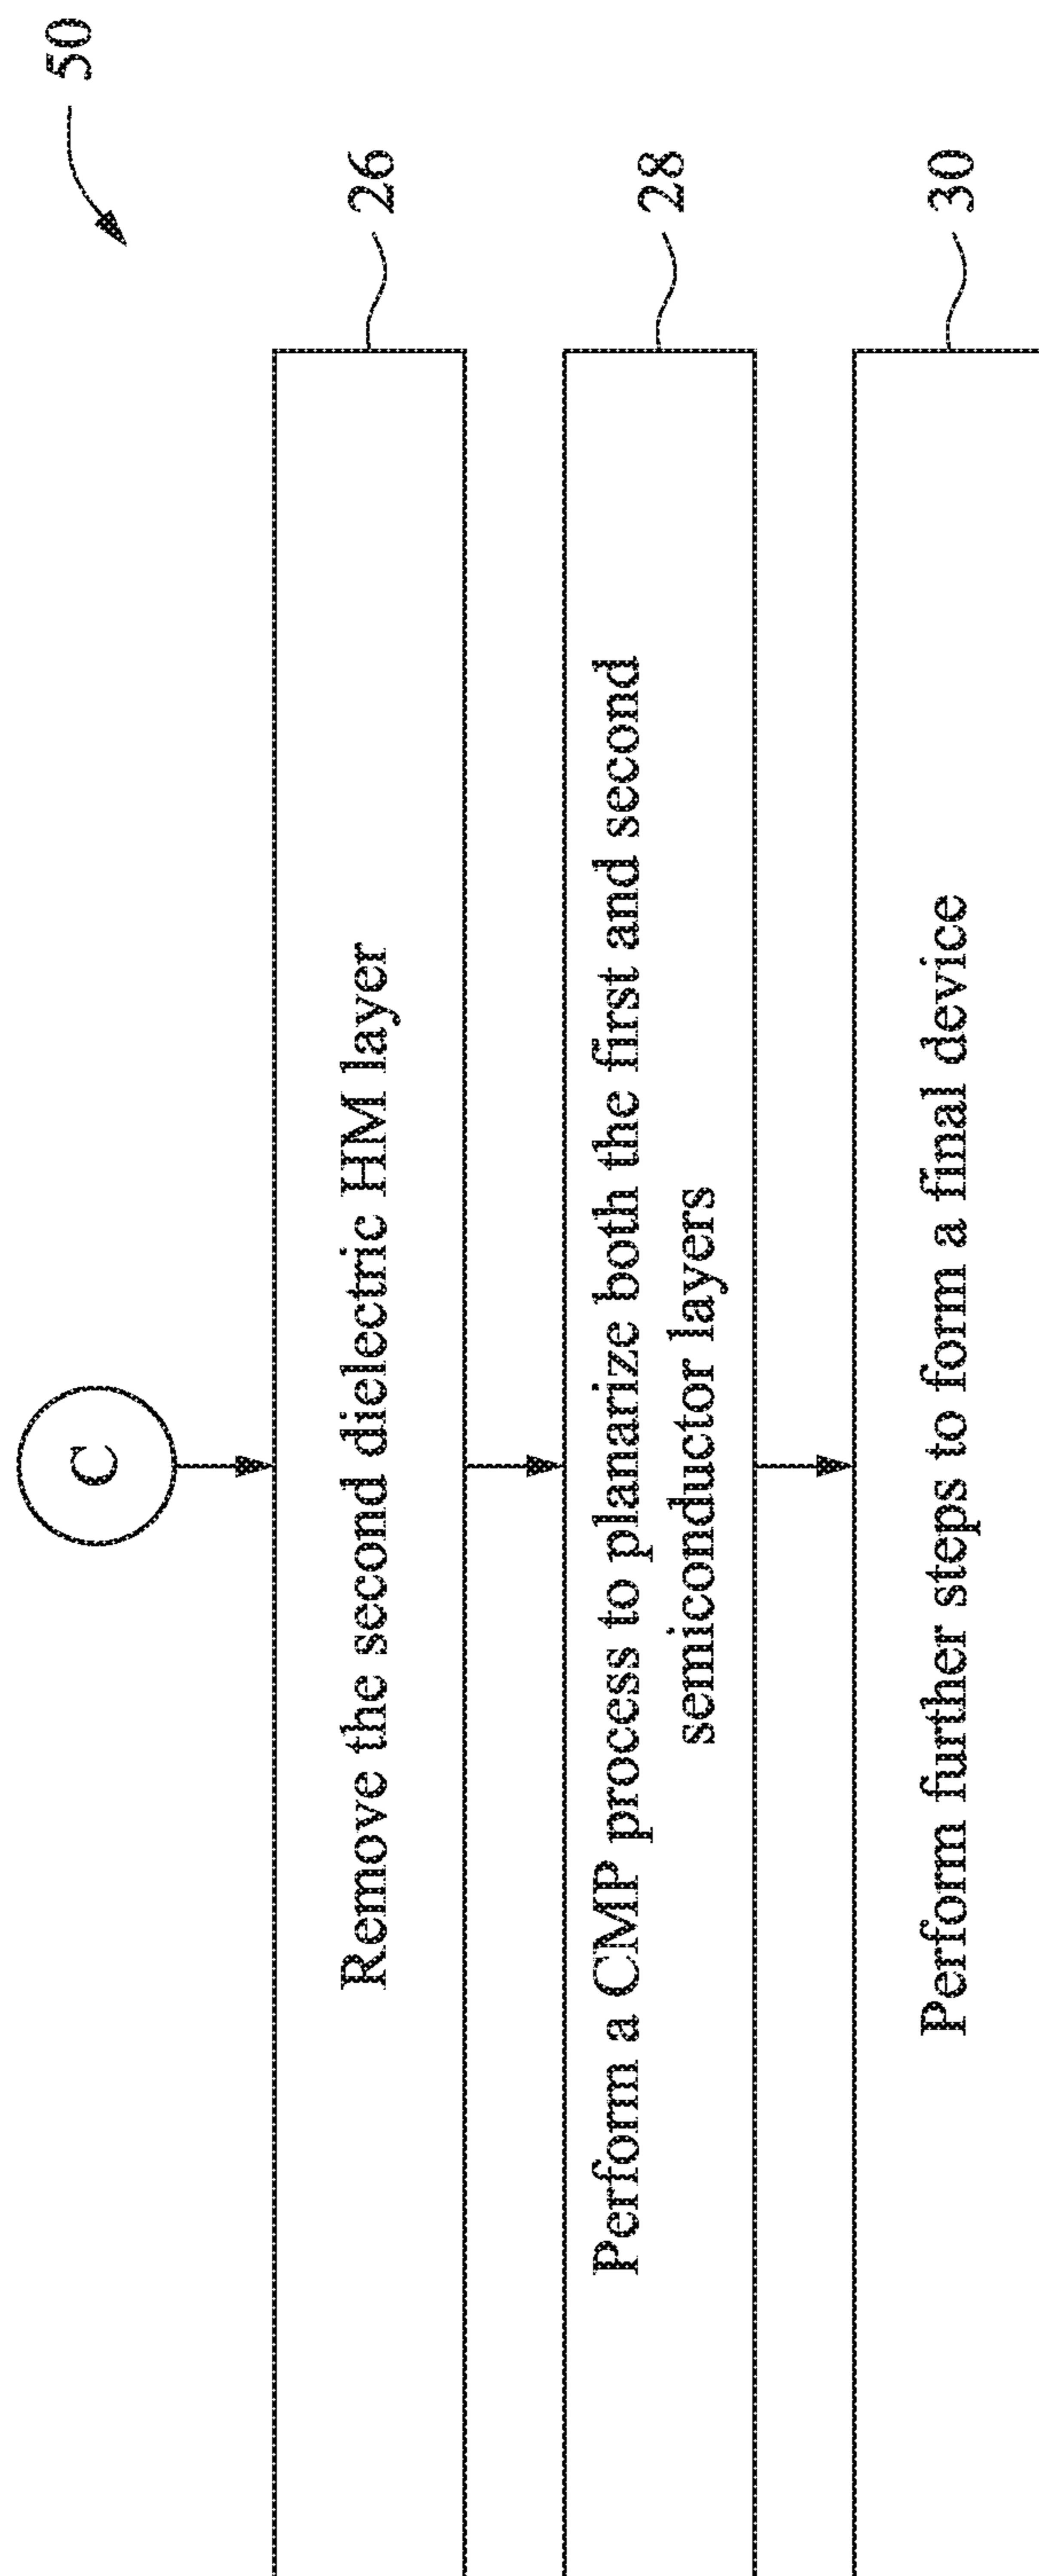 50
C
Remove the second dielectric HM layer
26
Perform a CMP process to planarize both the first and second
semiconductor layers
28
Perform further steps to form a final device
30